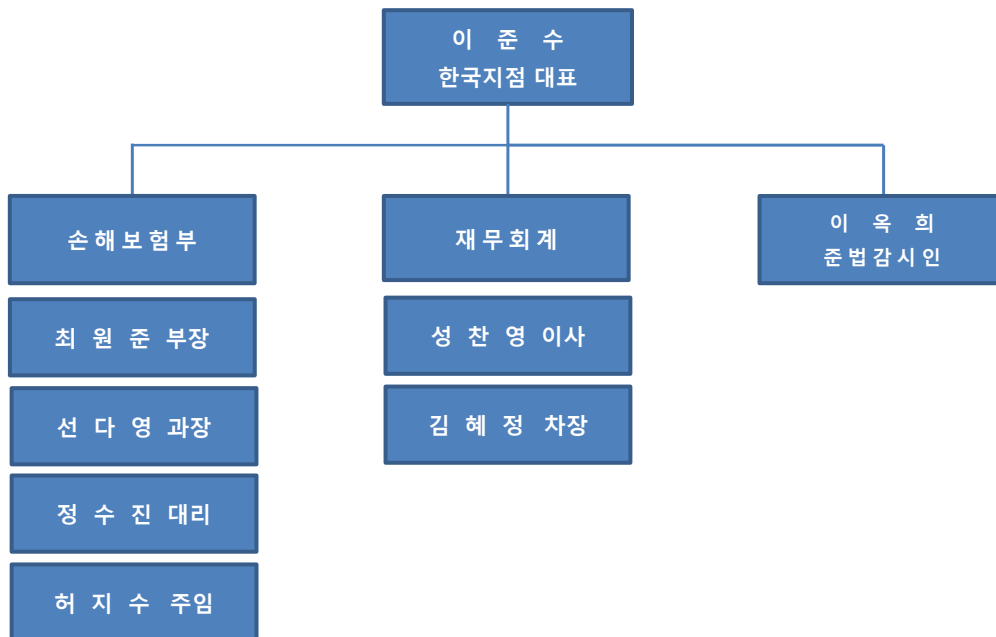 이 준 수
한국지점 대표
손해보험부
재무회계
이 옥 희
준법감시인
최 원 준 부장
성 찬 영 이사
선 다 영 과장
김 혜 정 차장
정 수 진 대리
허 지 수 주임